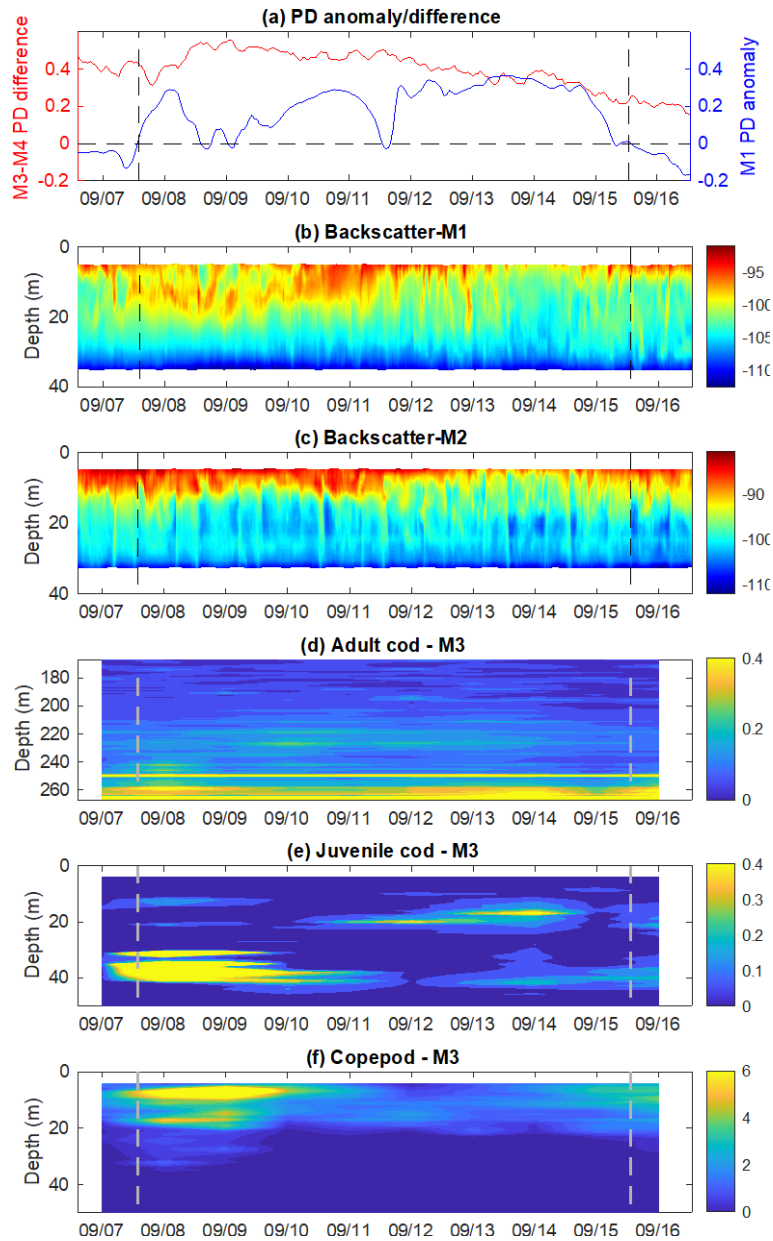 (a) PD anomaly/difference
M3-M4 PD difference
0.4
0.2
0
-0.2
M1 PD anomaly
0.4
0.2
0
-0.2
09/07 09/08 09/09 09/10 09/11 09/12 09/13 09/14 09/15 09/16
(b) Backscatter-M1
Depth (m)
0
20
40
-95
-100
-105
-110
09/07 09/08 09/09 09/10 09/11 09/12 09/13 09/14 09/15 09/16
(c) Backscatter-M2
Depth (m)
0
20
40
-90
-100
-110
09/07 09/08 09/09 09/10 09/11 09/12 09/13 09/14 09/15 09/16
(d) Adult cod - M3
Depth (m)
180
200
220
240
260
0.4
0.3
0.2
0.1
0
09/07 09/08 09/09 09/10 09/11 09/12 09/13 09/14 09/15 09/16
(e) Juvenile cod - M3
Depth (m)
0
20
40
0.4
0.3
0.2
0.1
0
09/07 09/08 09/09 09/10 09/11 09/12 09/13 09/14 09/15 09/16
(f) Copepod - M3
Depth (m)
0
20
40
6
4
2
0
09/07 09/08 09/09 09/10 09/11 09/12 09/13 09/14 09/15 09/16